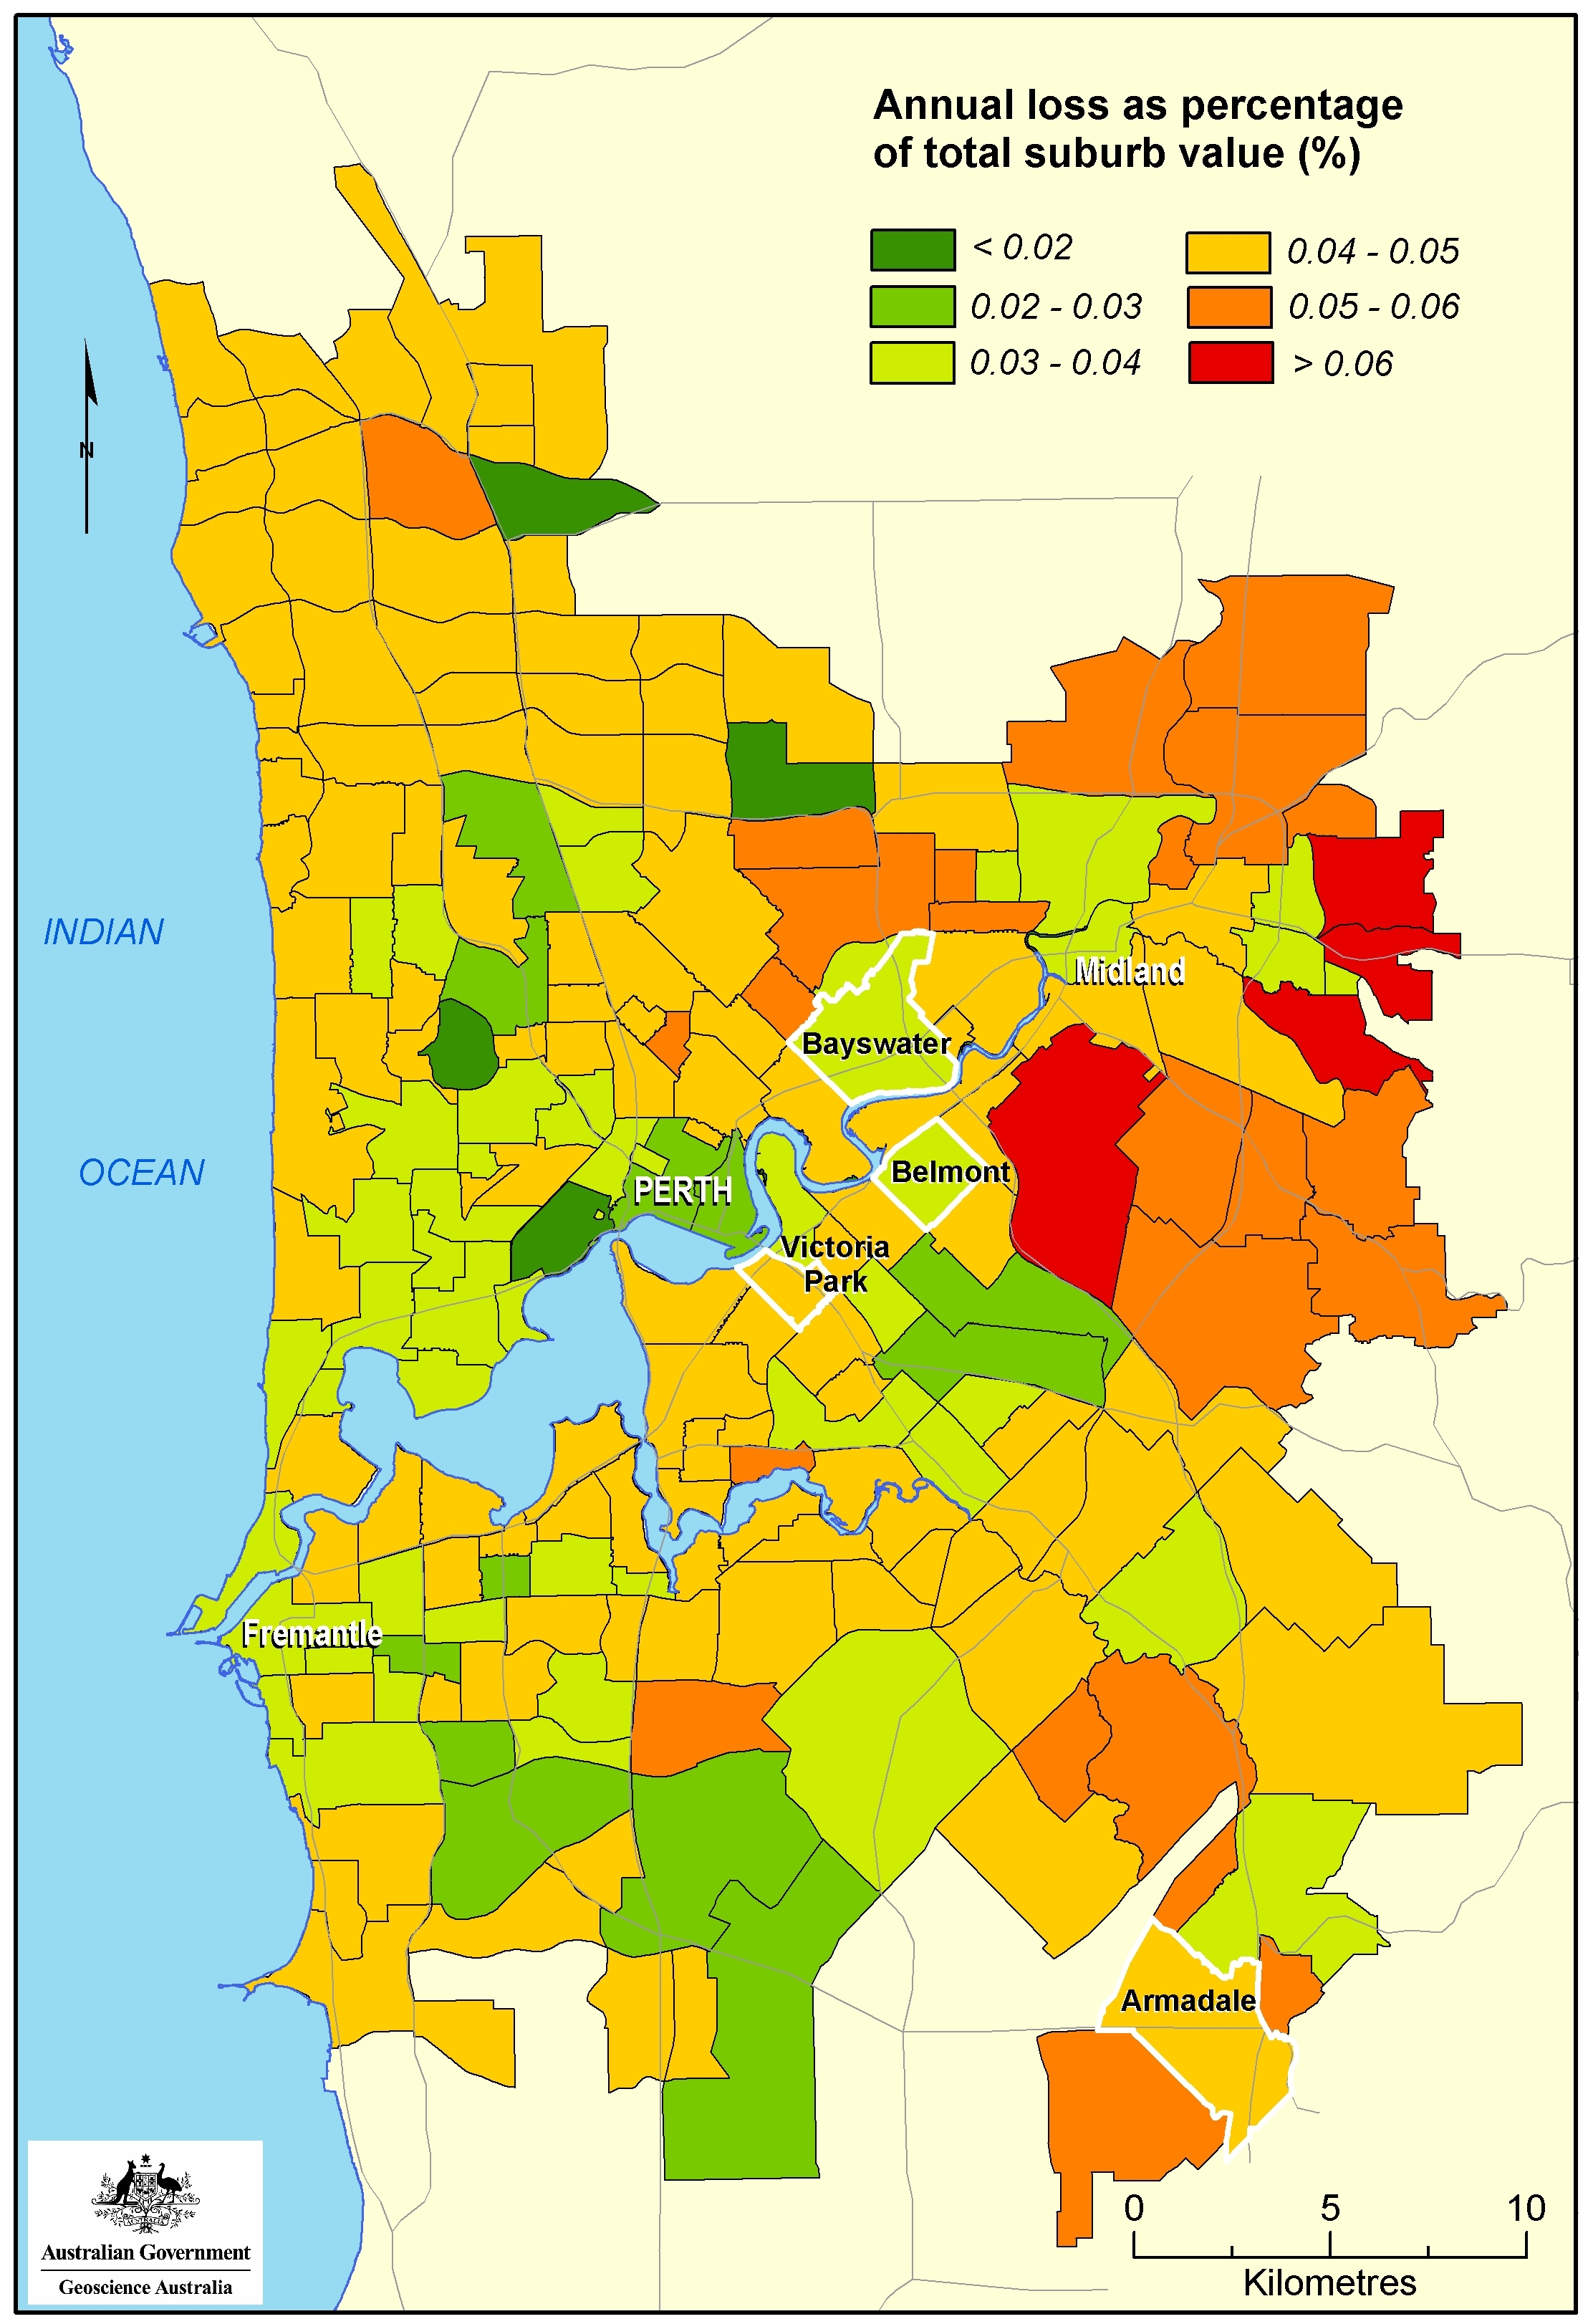 Annual loss as percentage
of total suburb value (%)
< 0.02
0.04 - 0.05
0.02 - 0.03
0.05 - 0.06
0.03 - 0.04
> 0.06
N
INDIAN
OCEAN
Midland
Bayswater
Belmont
PERTH
Victoria
Park
Fremantle
Armadale
0 5 10
Kilometres
Australian Government
Geoscience Australia